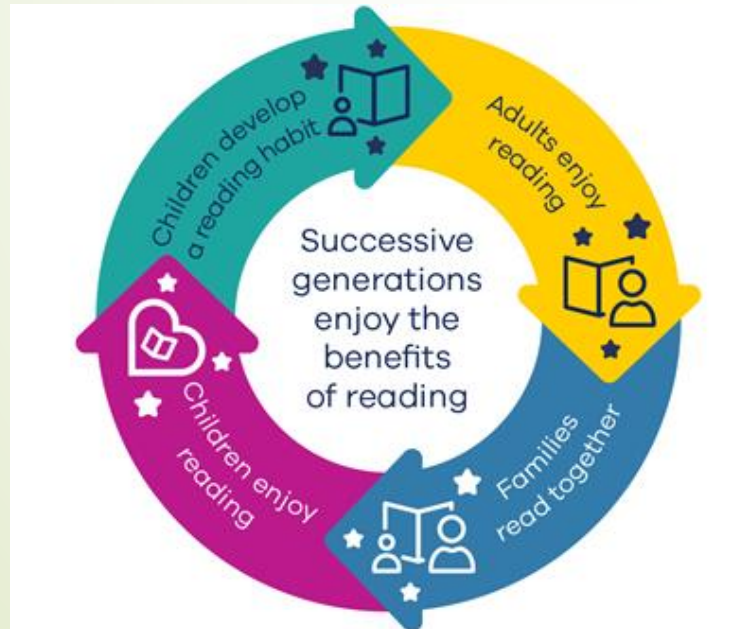 Children develop
a reading habit
Adults enjoy
reading
Successive
generations
enjoy the
benefits
of reading
Children enjoy
reading
Families
read together